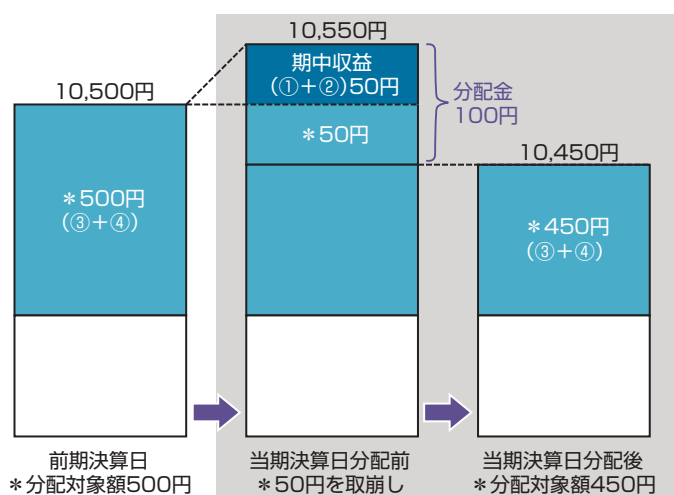 10,500円
＊500円
(③＋④)
前期決算日
＊分配対象額500円
10,550円
期中収益
(①＋②)50円
＊50円
分配金
100円
当期決算日分配前
＊50円を取崩し
10,450円
＊450円
(③＋④)
当期決算日分配後
＊分配対象額450円